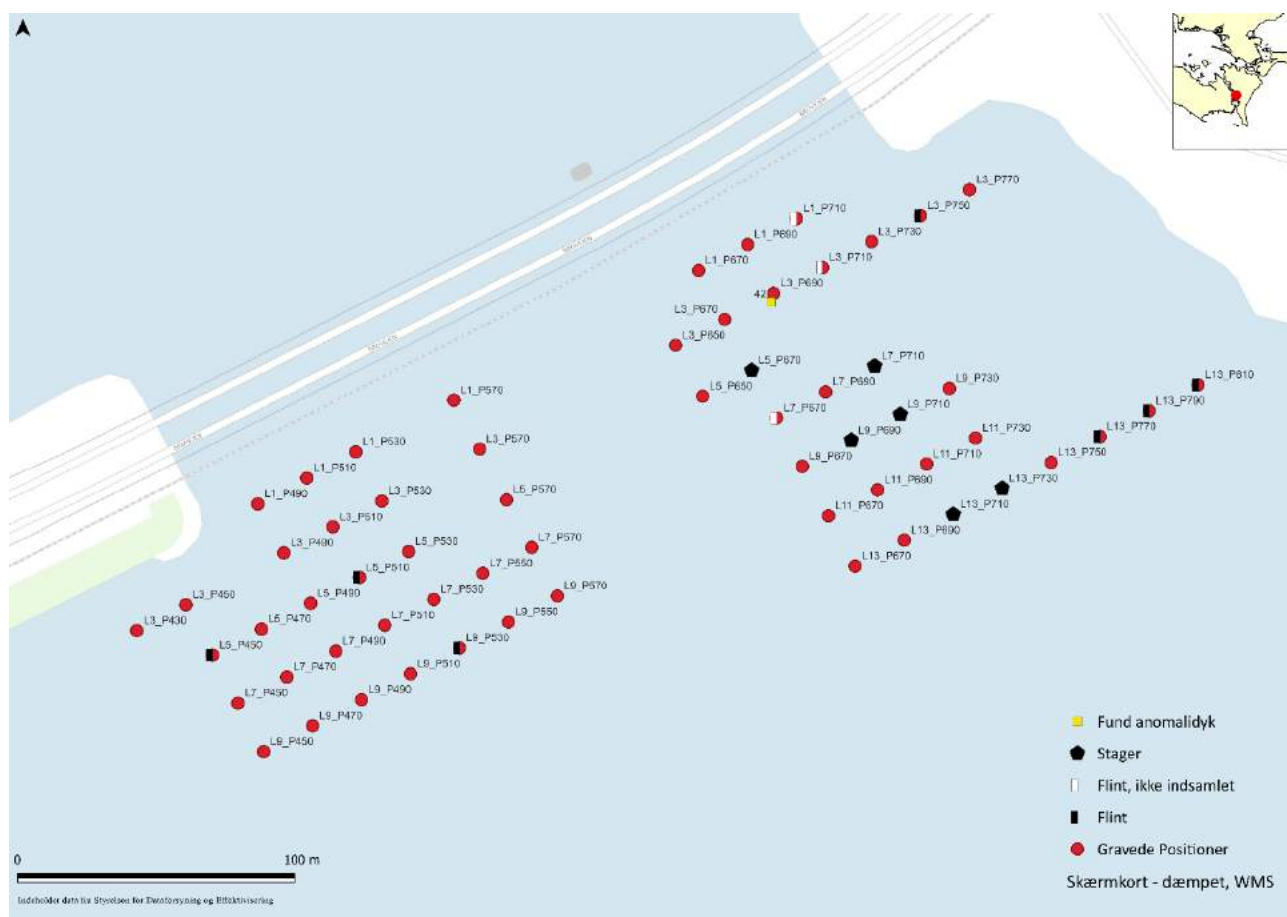 L3_P770
L1_P710
L3_P750
L1_P690
L3_P730
L1_P670
L3_P710
L3_P690
42
L3_P670
L3_P650
L5_P670
L7_P710
L5_P650
L7_P690
L9_P730
L13_P810
L7_P670
L9_P710
L13_P790
L9_P690
L11_P730
L13_P770
L9_P670
L11_P710
L13_P750
L11_P690
L13_P730
L11_P670
L13_P710
L13_P690
L13_P670
L1_P570
L1_P530
L3_P570
L1_P510
L1_P490
L3_P530
L5_P570
L3_P510
L3_P490
L5_P530
L7_P570
L5_P510
L7_P550
L3_P450
L5_P490
L7_P530
L9_P570
L3_P430
L5_P470
L7_P510
L9_P550
L5_P450
L7_P490
L9_P530
L7_P470
L9_P510
L7_P450
L9_P490
L9_P470
L9_P450
Fund anomalidyk
Stager
Flint, ikke indsamlet
Flint
Gravede Positioner
Skærmkort - dæmpet, WMS
0 100 m
Indeholder data fra Styrelsen for Dataforsyning og Effektivisering